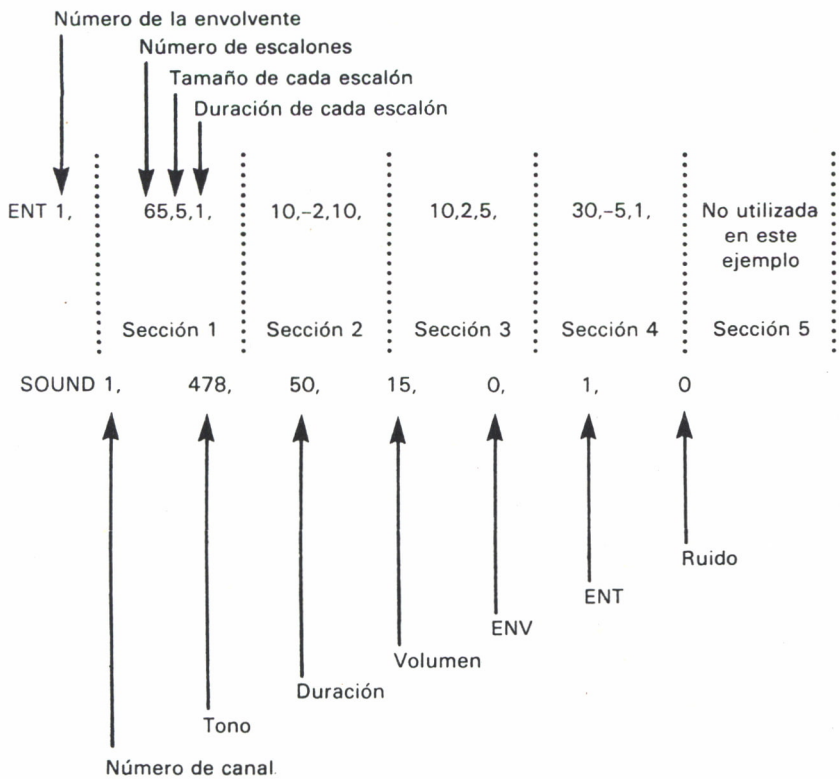 Número de la envolvente
Número de escalones
Tamaño de cada escalón
Duración de cada escalón
ENT 1, 65,5,1, 10,-2,10, 10,2,5, 30,-5,1, No utilizada
en este
ejemplo
Sección 1 Sección 2 Sección 3 Sección 4 Sección 5
SOUND 1, 478, 50, 15, 0, 1, 0
Ruido
ENT
ENV
Volumen
Duración
Tono
Número de canal